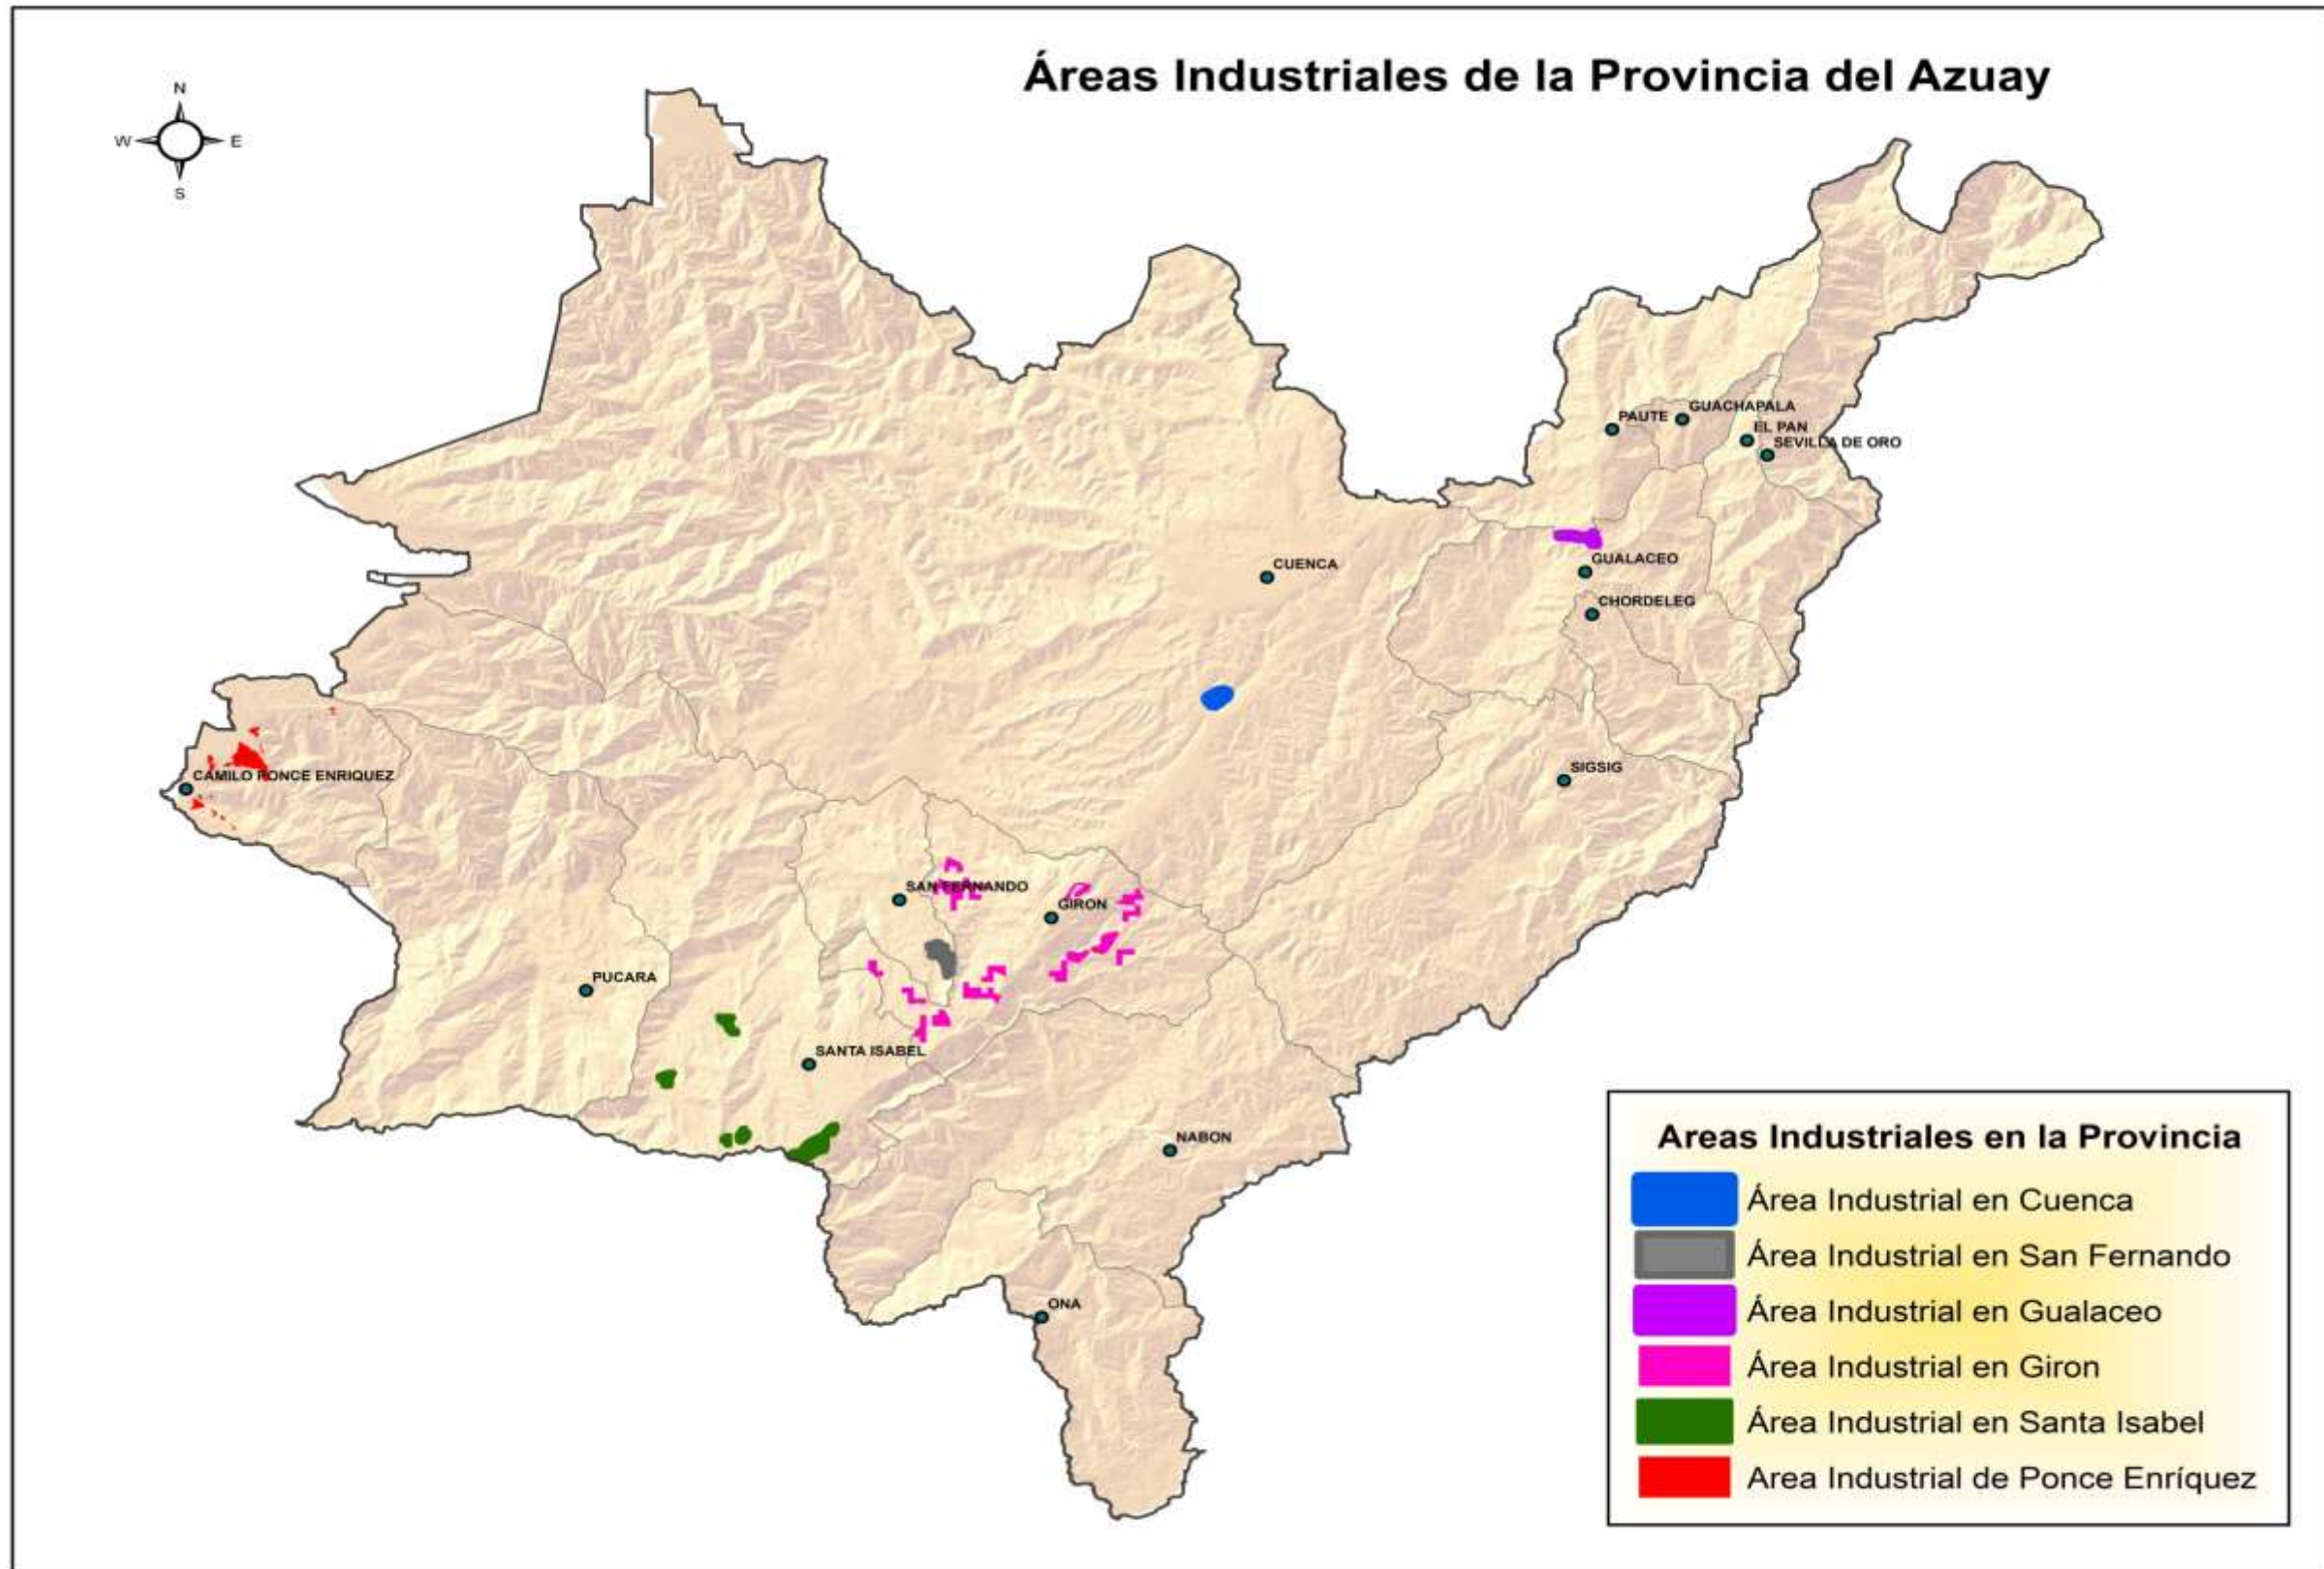 Áreas Industriales de la Provincia del Azuay
N
W
E
S
PAUTE
GUACHAPALA
EL PAN
SEVILLA DE ORO
CUENCA
GUALACEO
CHORDELEG
CAMILO PONCE ENRIQUEZ
SIGSIG
SAN FERNANDO
GIRON
PUCARA
SANTA ISABEL
NABON
ONA
Areas Industriales en la Provincia
Área Industrial en Cuenca
Área Industrial en San Fernando
Área Industrial en Gualaceo
Área Industrial en Giron
Área Industrial en Santa Isabel
Area Industrial de Ponce Enríquez